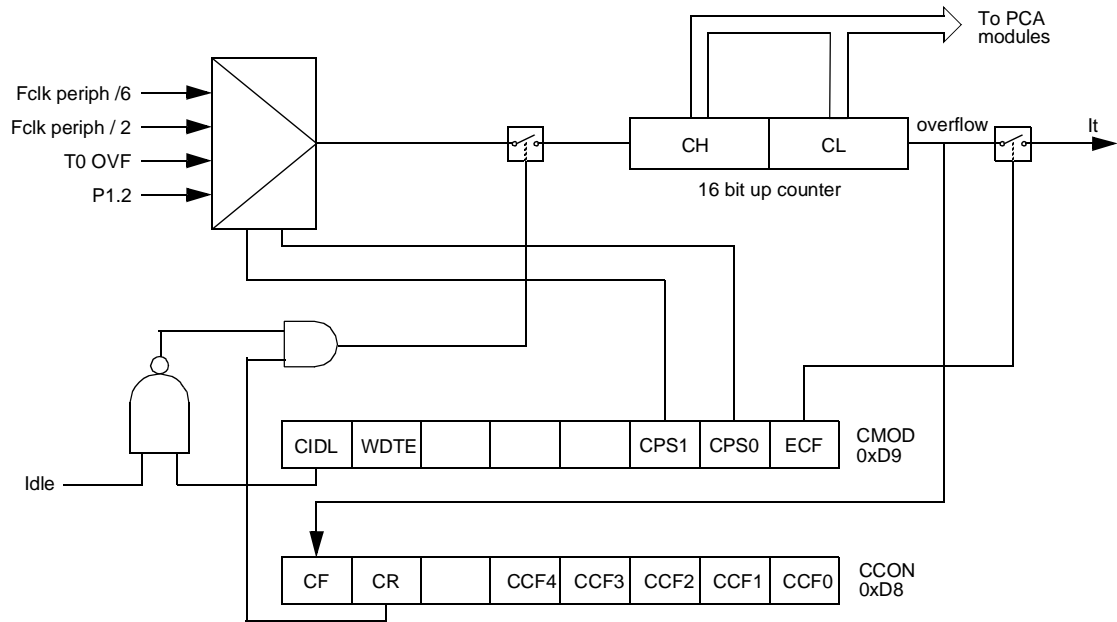 To PCA
modules
Fclk periph /6
Fclk periph / 2
T0 OVF
P1.2
CH
CL
overflow
It
16 bit up counter
CIDL
WDTE
CPS1
CPS0
ECF
CMOD
0xD9
Idle
CF
CR
CCF4
CCF3
CCF2
CCF1
CCF0
CCON
0xD8